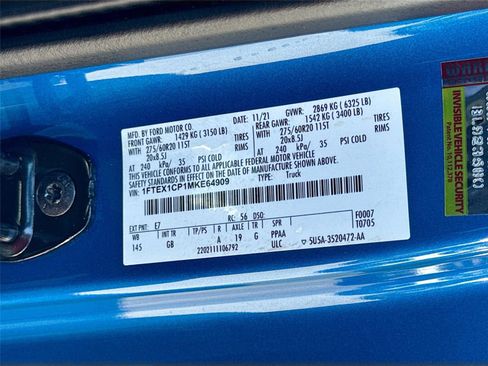 MFD. BY FORD MOTOR CO.
11/21 GVWR: 2869 KG ( 6325 LB)
FRONT GAWR: 1429 KG ( 3150 LB)
REAR GAWR: 1542 KG ( 3400 LB)
WITH
275/60R20 115T TIRES
WITH
275/60R20 115T TIRES
20x8.5J RIMS
20x8.5J RIMS
AT 240 kPa/ 35 PSI COLD
AT 240 kPa/ 35 PSI COLD
THIS VEHICLE CONFORMS TO ALL APPLICABLE FEDERAL MOTOR VEHICLE
SAFETY STANDARDS IN EFFECT ON THE DATE OF MANUFACTURE SHOWN ABOVE.
VIN: 1FTEX1CP1MKE64909
TYPE: Truck
EXT PNT: E7 RC: 56 DSO:
F0007
T0705
WB INT TR TP/PS R AXLE TR SPR
145 GB A 19 G PPAA
2202111106792
ULC 5U5A-3520472-AA
INVISIBLE VEHICLE SECURITY